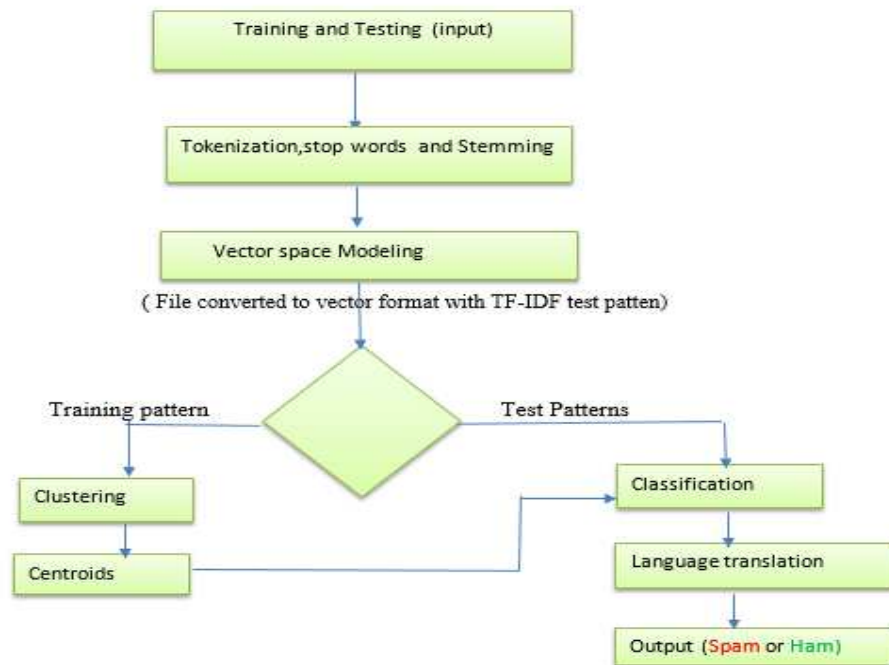 Training and Testing (input)
Tokenization,stop words and Stemming
Vector space Modeling
( File converted to vector format with TF-IDF test patten)
Training pattern
Test Patterns
Clustering
Classification
Centroids
Language translation
Output (Spam or Ham)